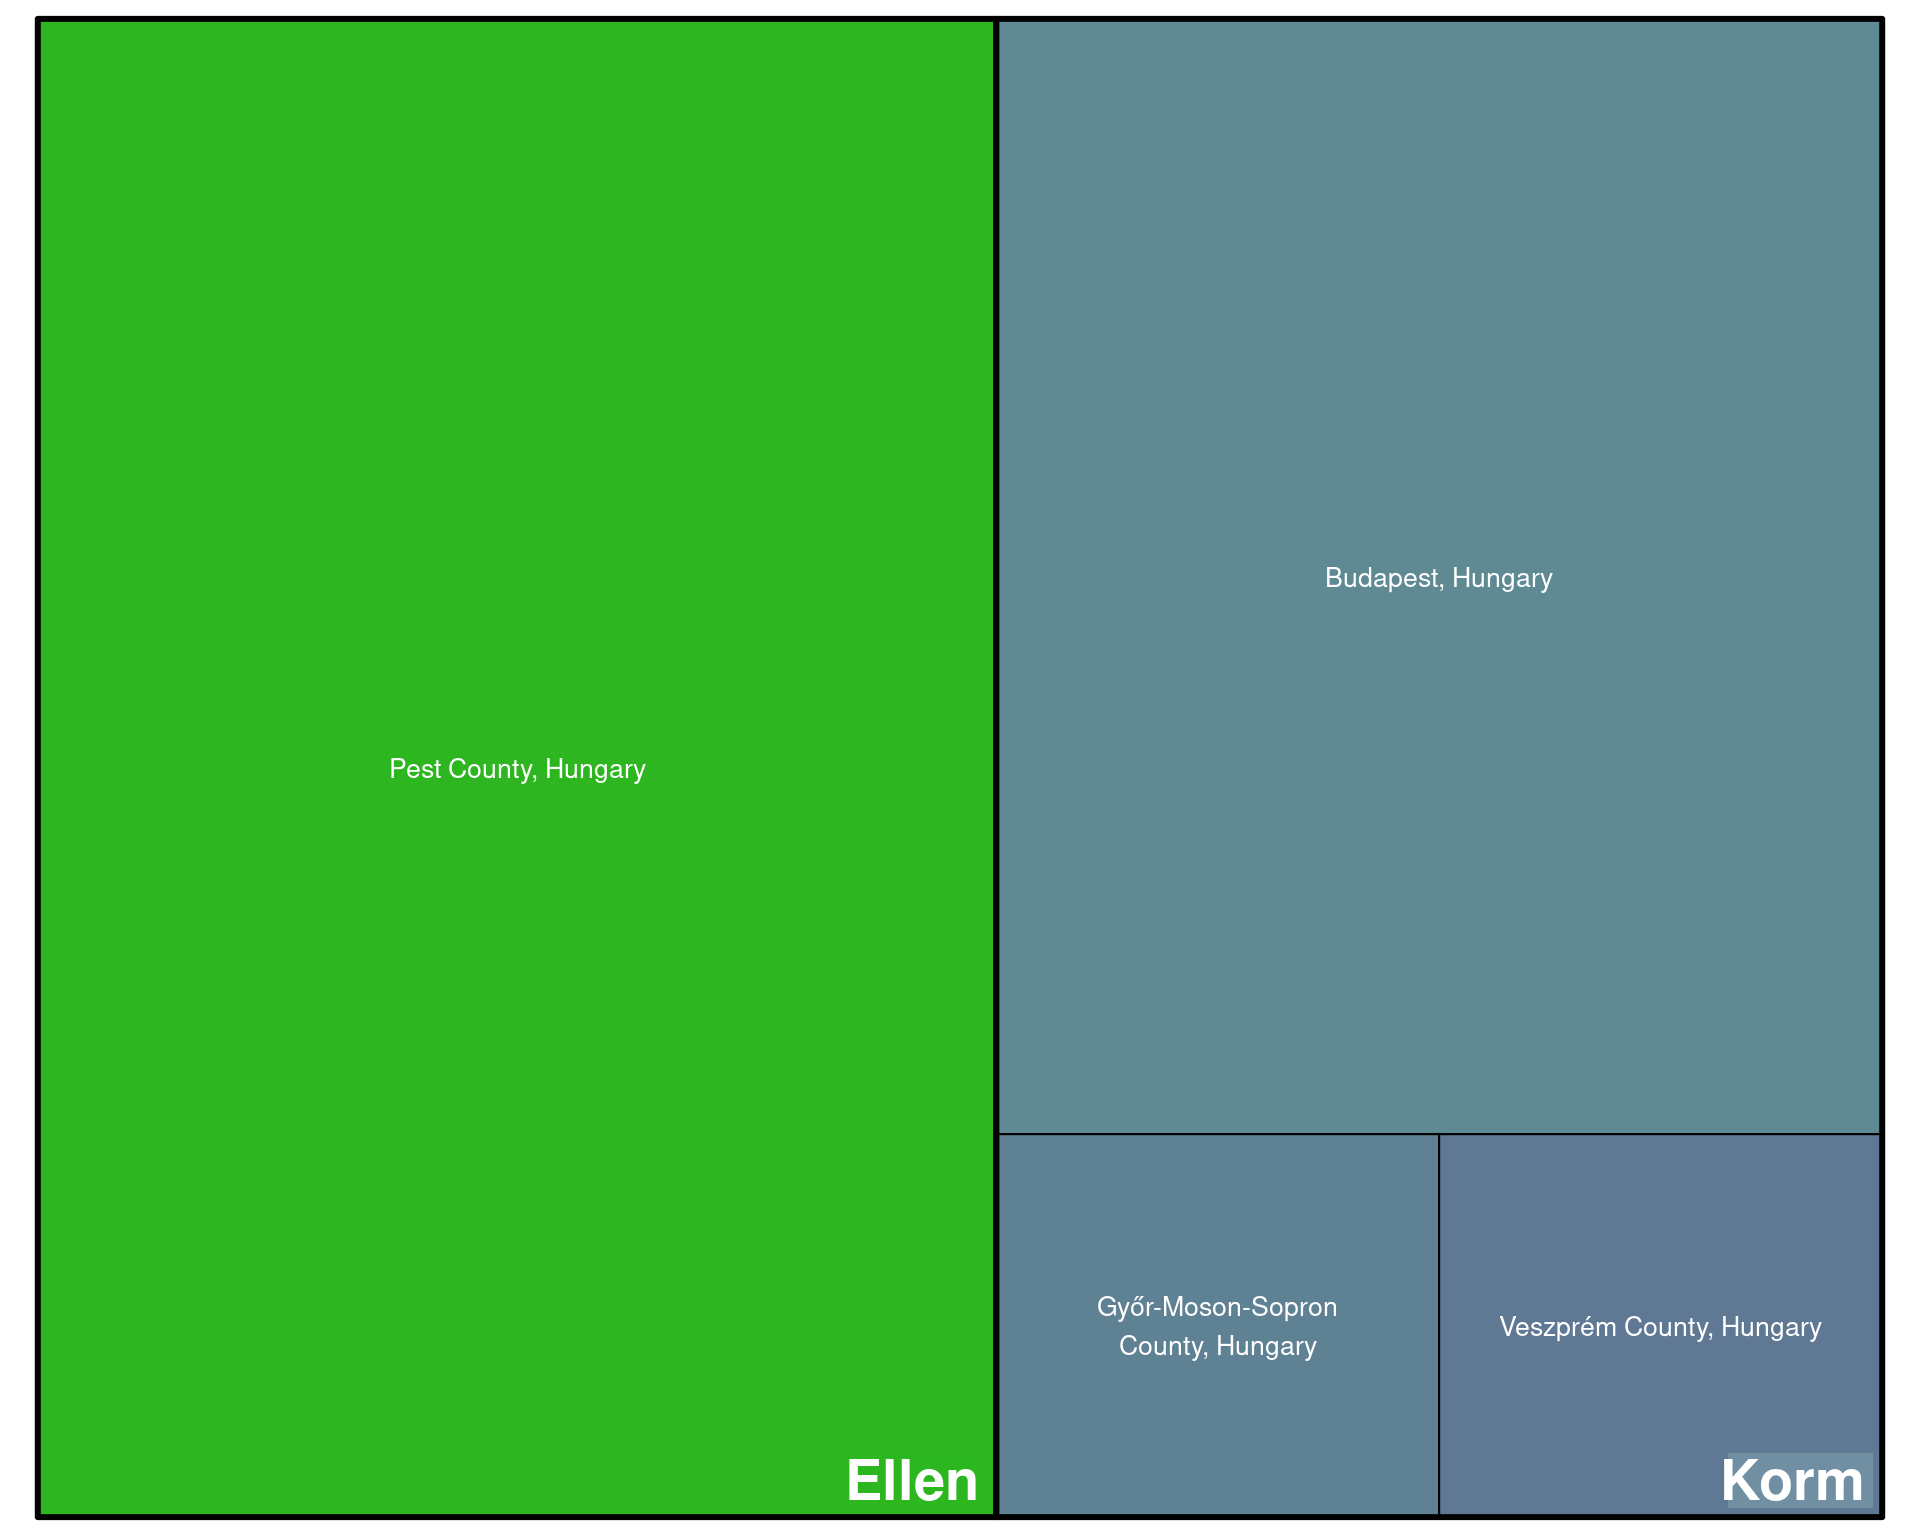 Pest County, Hungary
Ellen
Budapest, Hungary
Győr-Moson-Sopron
County, Hungary
Veszprém County, Hungary
Korm